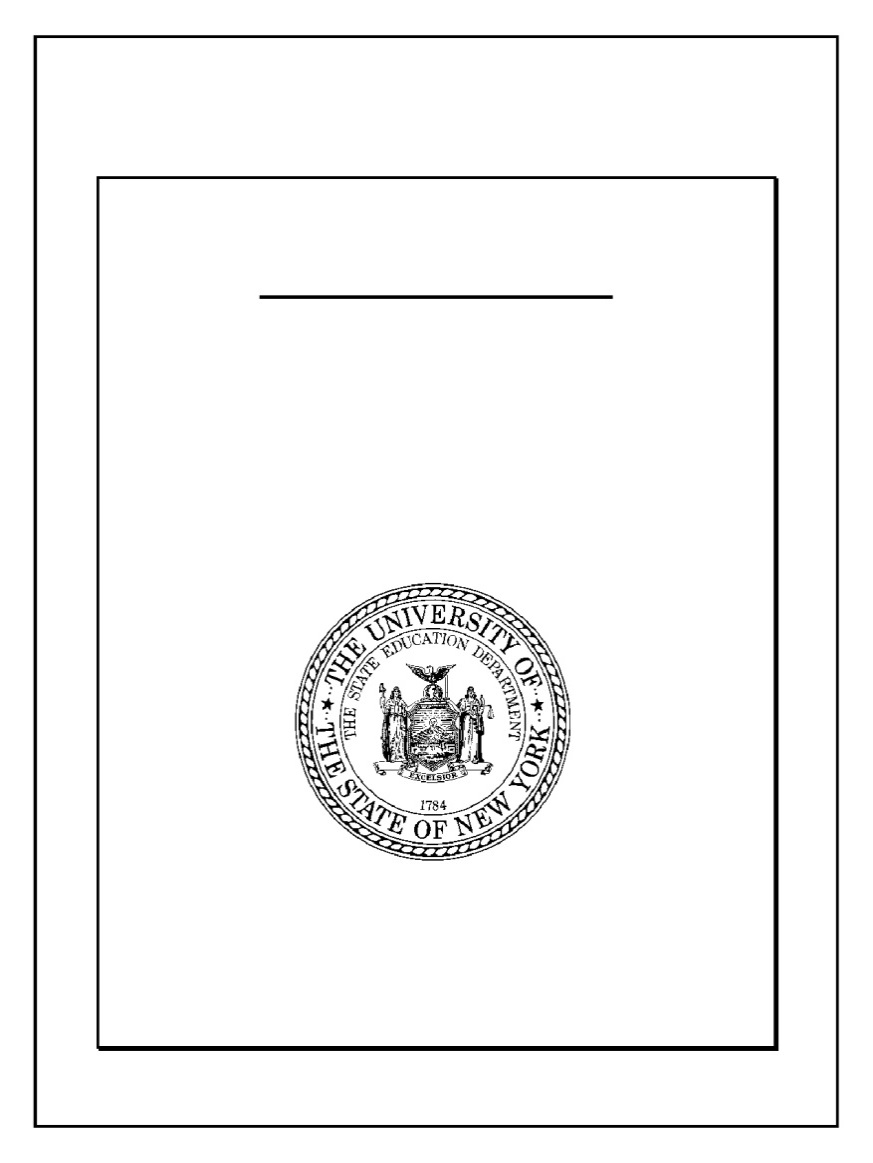 THE UNIVERSITY OF
THE STATE OF NEW YORK
THE STATE EDUCATION DEPARTMENT
EXCELSIOR
1784